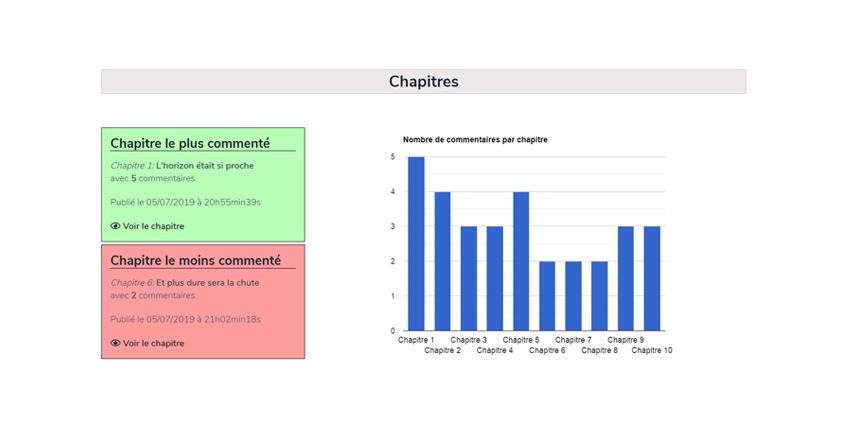 Chapitres
Chapitre le plus commenté
Chapitre 1: L'horizon était si proche
avec 5 commentaires.
Publié le 05/07/2019 à 20h55min39s
Voir le chapitre
Chapitre le moins commenté
Chapitre 6: Et plus dure sera la chute
avec 2 commentaires.
Publié le 05/07/2019 à 21h02min18s
Voir le chapitre
Nombre de commentaires par chapitre
5
4
3
2
1
0
Chapitre 1 Chapitre 3 Chapitre 5 Chapitre 7 Chapitre 9
Chapitre 2 Chapitre 4 Chapitre 6 Chapitre 8 Chapitre 10